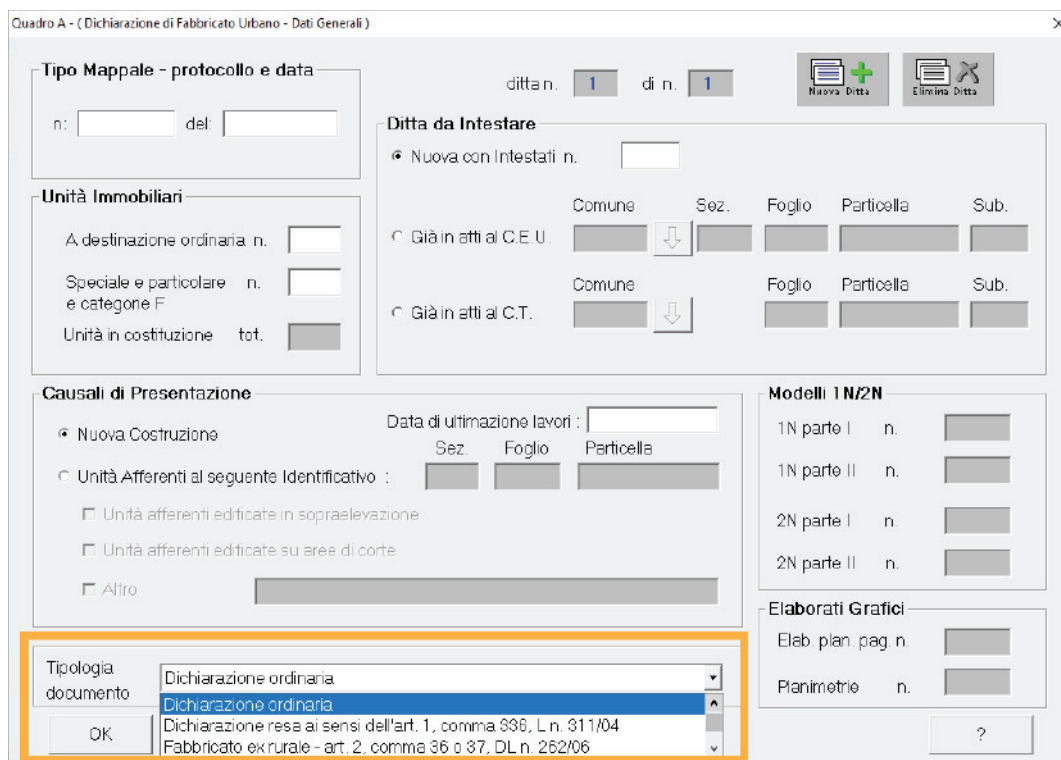 Quadro A - ( Dichiarazione di Fabbricato Urbano - Dati Generali )
Tipo Mappale - protocollo e data
n: del:
ditta n. 1 di n. 1
Nuova Ditta
Elimina Ditta
Ditta da Intestare
Nuova con Intestati n.
Comune Sez. Foglio Particella Sub.
Già in atti al C.E.U.
Comune Foglio Particella Sub.
Già in atti al C.T.
Unità Immobiliari
A destinazione ordinaria n.
Speciale e particolare n.
e categorie F
Unità in costituzione tot.
Causali di Presentazione
Data di ultimazione lavori :
Nuova Costruzione
Sez. Foglio Particella
Unità Afferenti al seguente Identificativo :
Unità afferenti edificate in sopraelevazione
Unità afferenti edificate su aree di corte
Altro
Modelli 1N/2N
1N parte I n.
1N parte II n.
2N parte I n.
2N parte II n.
Elaborati Grafici
Elab. plan. pag. n.
Planimetrie n.
Tipologia
documento
Dichiarazione ordinaria
Dichiarazione ordinaria
Dichiarazione resa ai sensi dell'art. 1, comma 336, L n. 311/04
Fabbricato ex rurale - art. 2, comma 36 o 37, DL n. 262/06
OK
?